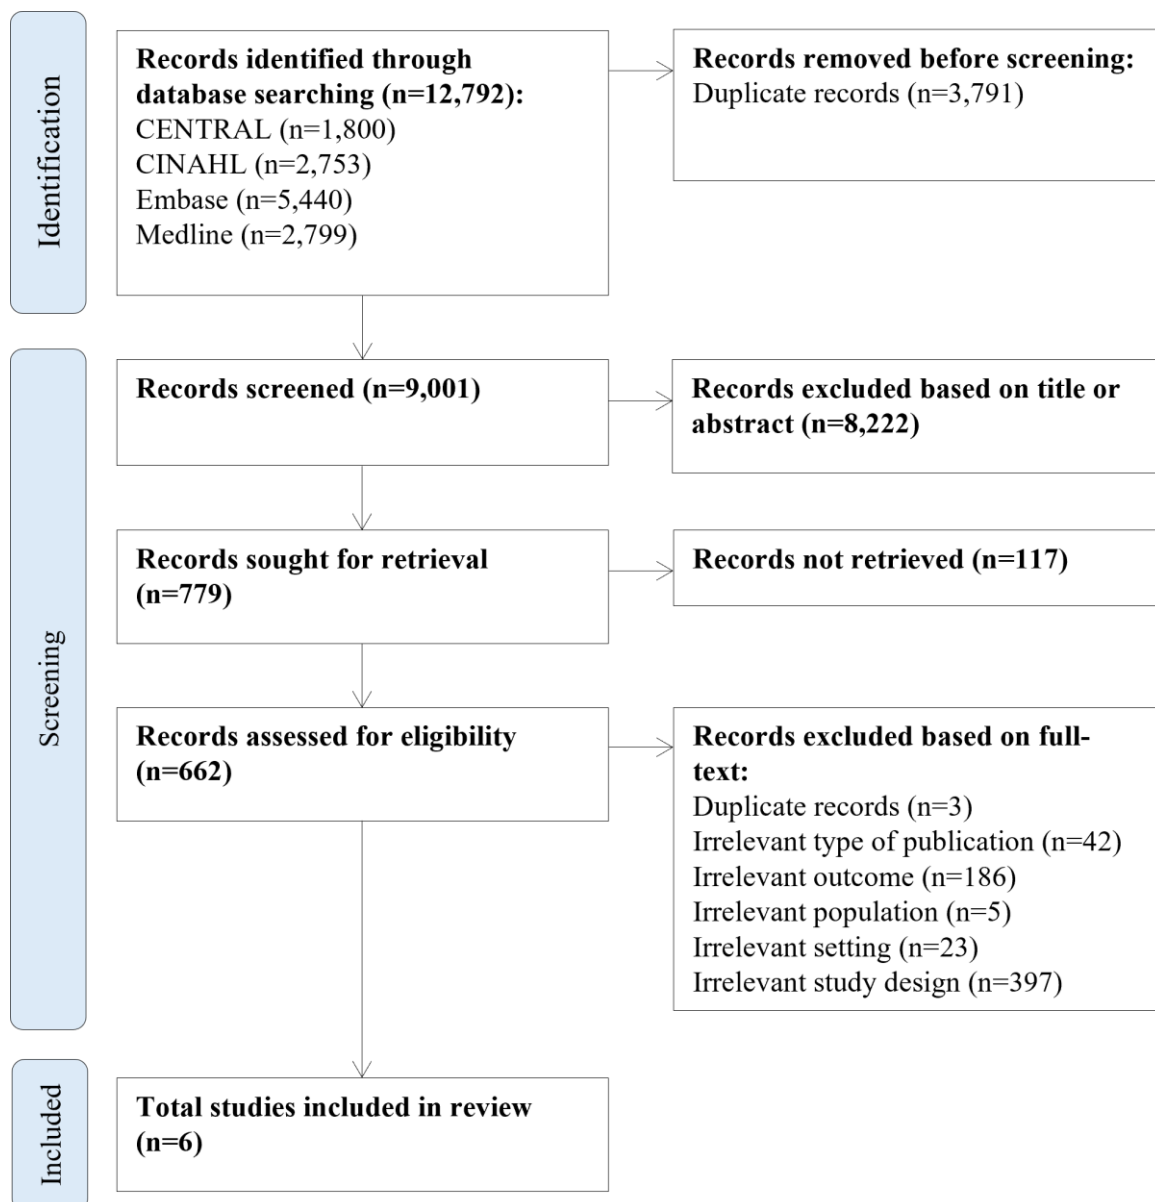 Identification
Records identified through
database searching (n=12,792):
CENTRAL (n=1,800)
CINAHL (n=2,753)
Embase (n=5,440)
Medline (n=2,799)
Records removed before screening:
Duplicate records (n=3,791)
Screening
Records screened (n=9,001)
Records excluded based on title or
abstract (n=8,222)
Records sought for retrieval
(n=779)
Records not retrieved (n=117)
Records assessed for eligibility
(n=662)
Records excluded based on full-
text:
Duplicate records (n=3)
Irrelevant type of publication (n=42)
Irrelevant outcome (n=186)
Irrelevant population (n=5)
Irrelevant setting (n=23)
Irrelevant study design (n=397)
Included
Total studies included in review
(n=6)